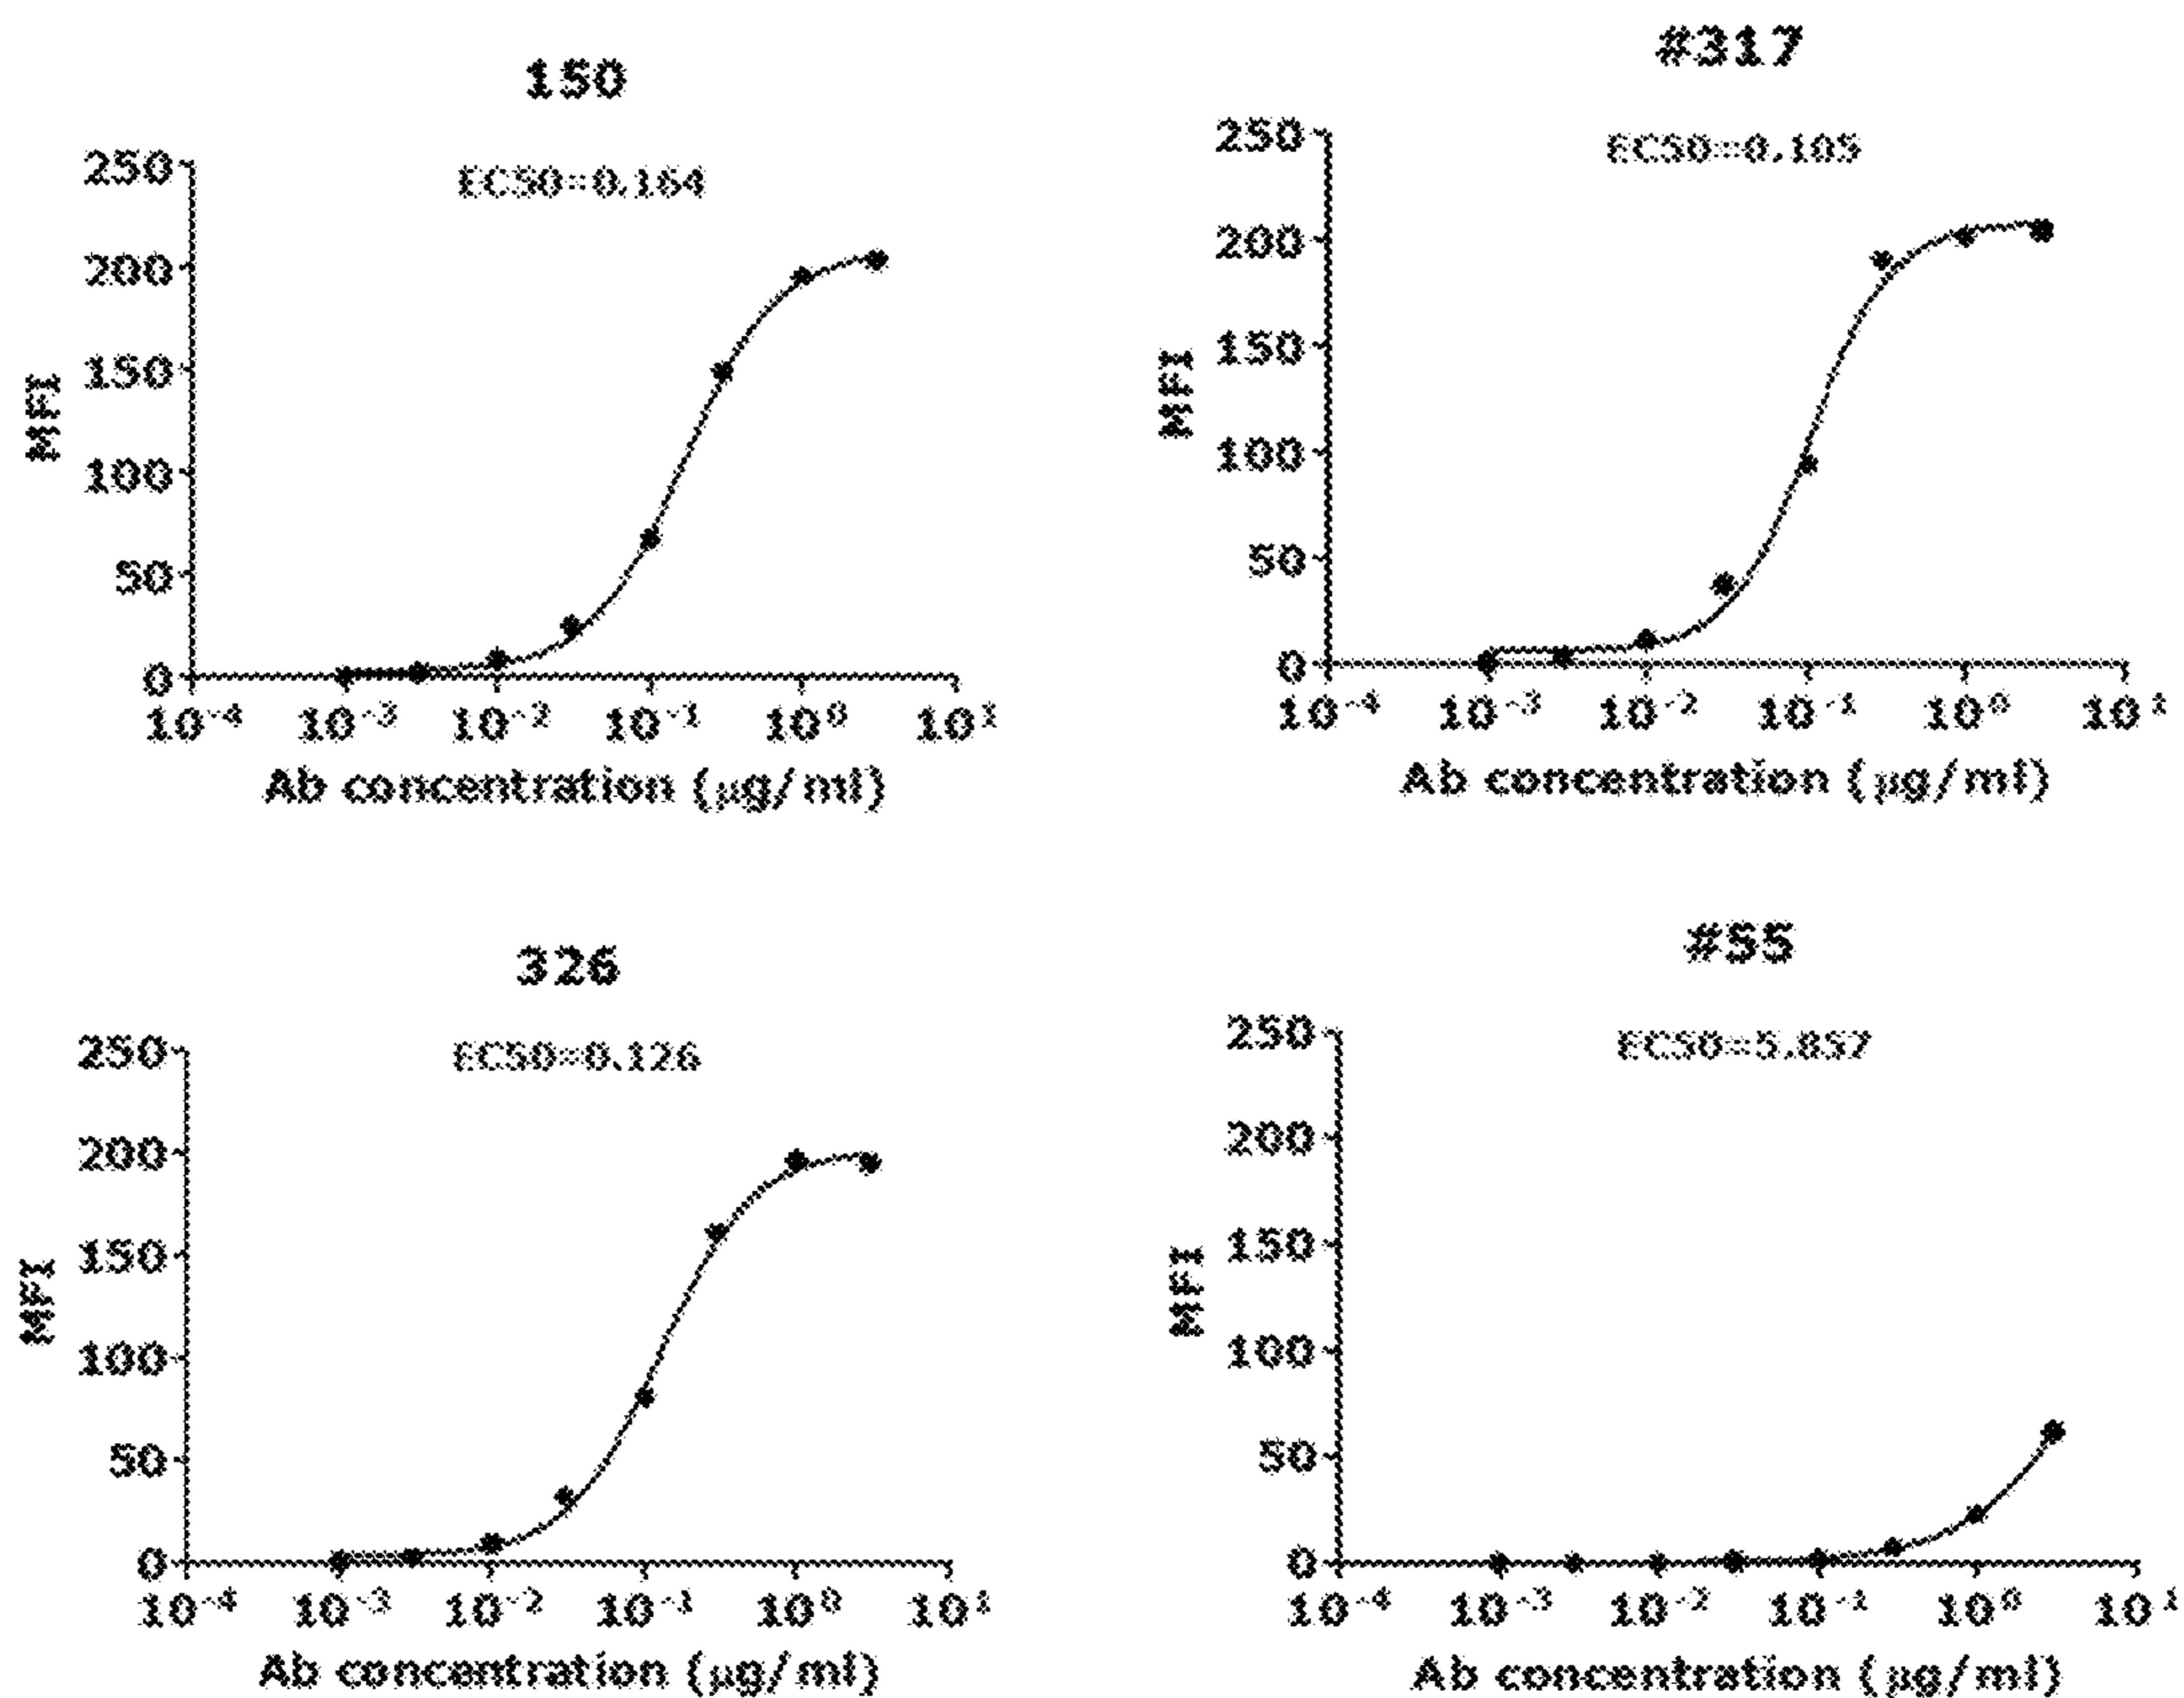 150
EC50=0.164
250
200
150
100
50
0
MFI
10-4 10-3 10-2 10-1 100 101
Ab concentration (μg/ml)
#317
EC50=0.105
250
200
150
100
50
0
MFI
10-4 10-3 10-2 10-1 100 101
Ab concentration (μg/ml)
326
EC50=0.126
250
200
150
100
50
0
MFI
10-4 10-3 10-2 10-1 100 101
Ab concentration (μg/ml)
#55
EC50=5.857
250
200
150
100
50
0
MFI
10-4 10-3 10-2 10-1 100 101
Ab concentration (μg/ml)